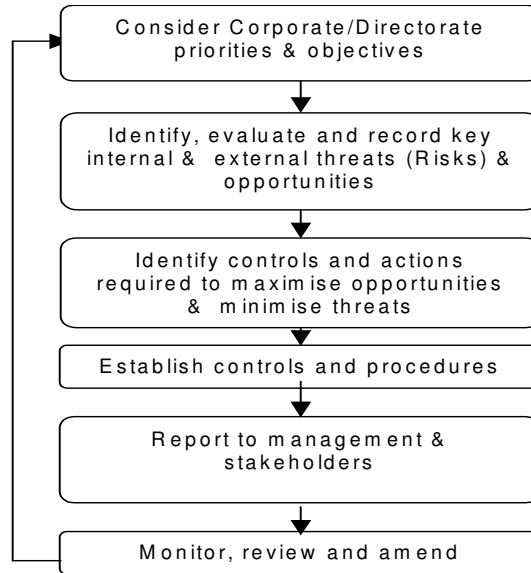 Consider Corporate/Directorate
priorities & objectives
Identify, evaluate and record key
internal & external threats (Risks) &
opportunities
Identify controls and actions
required to maximise opportunities
& minimise threats
Establish controls and procedures
Report to management &
stakeholders
Monitor, review and amend